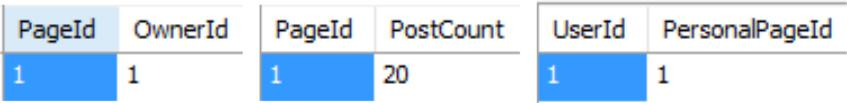 PageId OwnerId
1 1
PageId PostCount
1 20
UserId PersonalPageId
1 1